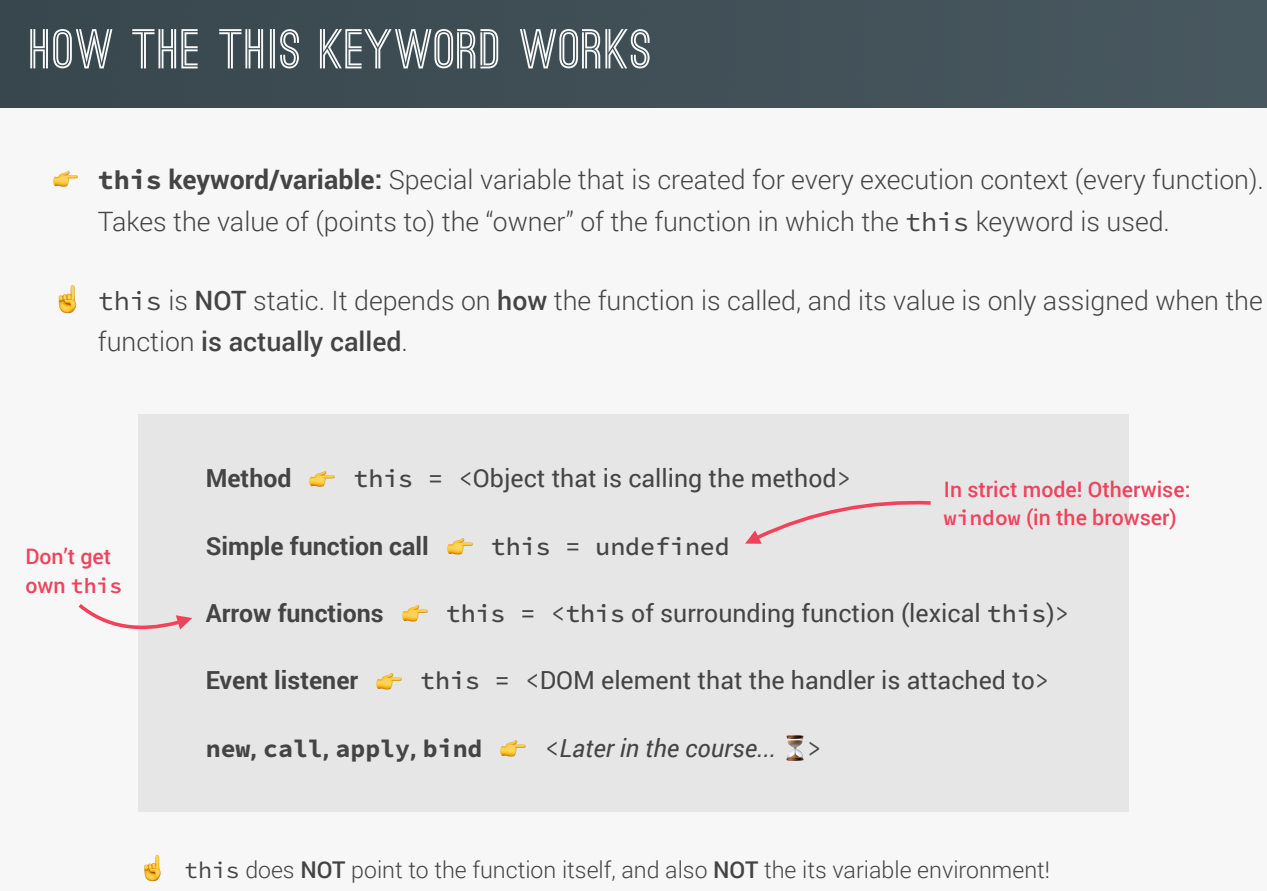 HOW THE THIS KEYWORD WORKS
👉 this keyword/variable: Special variable that is created for every execution context (every function).
Takes the value of (points to) the “owner” of the function in which the this keyword is used.
☝️ this is NOT static. It depends on how the function is called, and its value is only assigned when the
function is actually called.
Method 👉 this = <Object that is calling the method>
In strict mode! Otherwise:
window (in the browser)
Simple function call 👉 this = undefined
Don’t get
own this
Arrow functions 👉 this = <this of surrounding function (lexical this)>
Event listener 👉 this = <DOM element that the handler is attached to>
new, call, apply, bind 👉 <Later in the course... ⏳>
☝️ this does NOT point to the function itself, and also NOT the its variable environment!